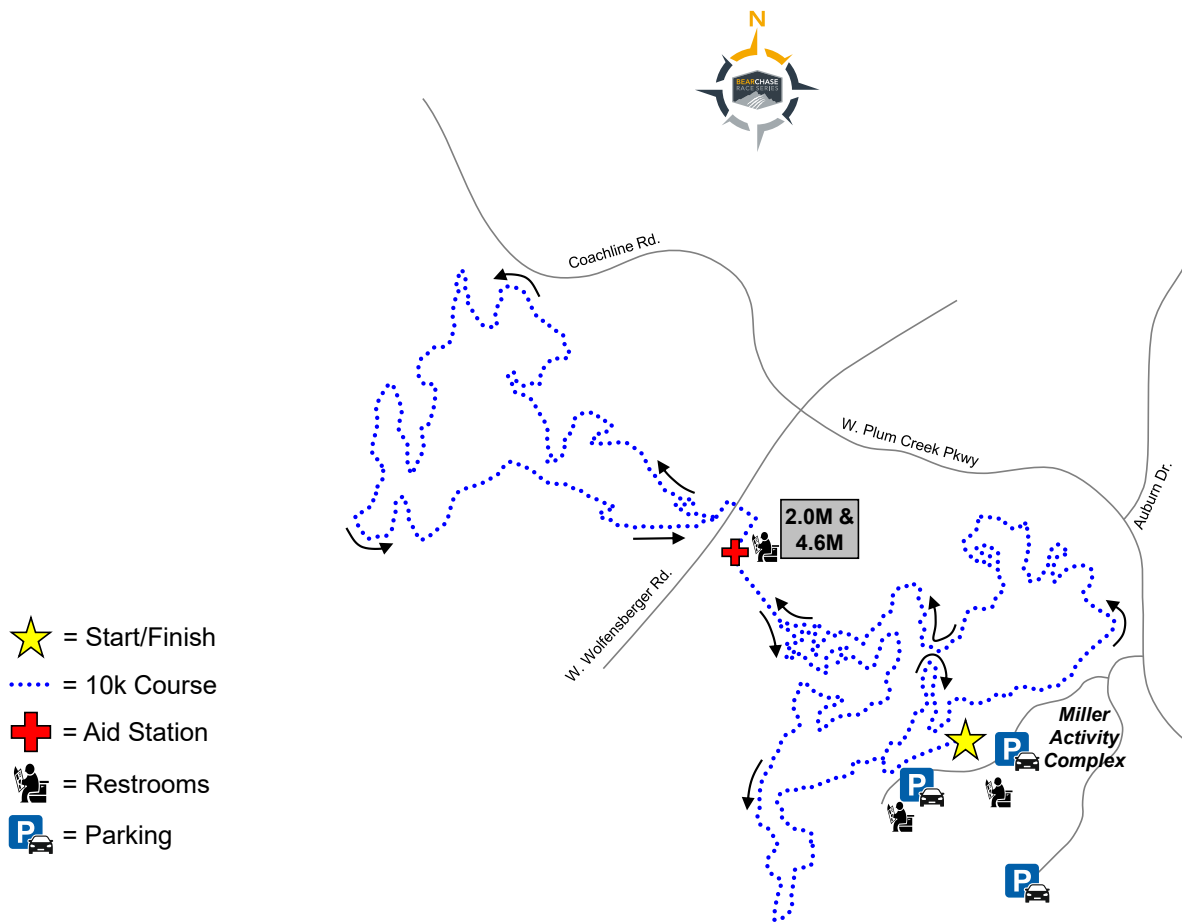 N
BEARCHASE
RACE SERIES
Coachline Rd.
W. Plum Creek Pkwy
Auburn Dr.
2.0M &
4.6M
W. Wolfensberger Rd.
= Start/Finish
= 10k Course
= Aid Station
= Restrooms
= Parking
P
Miller
Activity
Complex
P
P
P